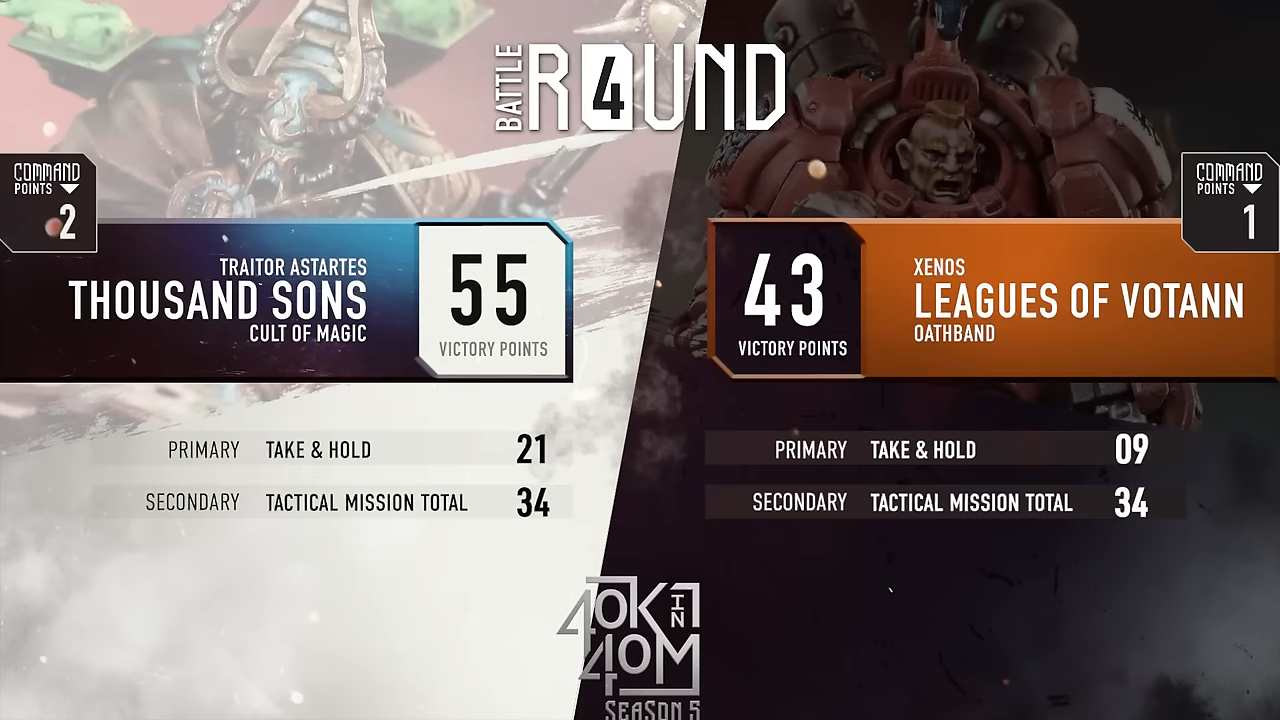 BATTLE
R4UND
COMMAND
POINTS
2
TRAITOR ASTARTES
THOUSAND SONS
CULT OF MAGIC
55
VICTORY POINTS
PRIMARY TAKE & HOLD 21
SECONDARY TACTICAL MISSION TOTAL 34
COMMAND
POINTS
1
43
VICTORY POINTS
XENOS
LEAGUES OF VOTANN
OATHBAND
PRIMARY TAKE & HOLD 09
SECONDARY TACTICAL MISSION TOTAL 34
40K IN
40M
SEASON 5